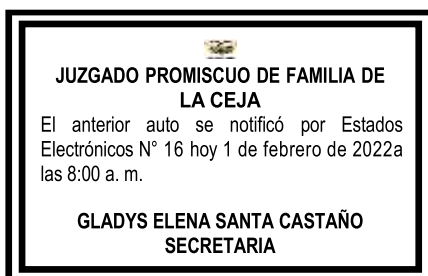 JUZGADO PROMISCUO DE FAMILIA DE
LA CEJA
El anterior auto se notificó por Estados
Electrónicos N° 16 hoy 1 de febrero de 2022a
las 8:00 a. m.
GLADYS ELENA SANTA CASTAÑO
SECRETARIA